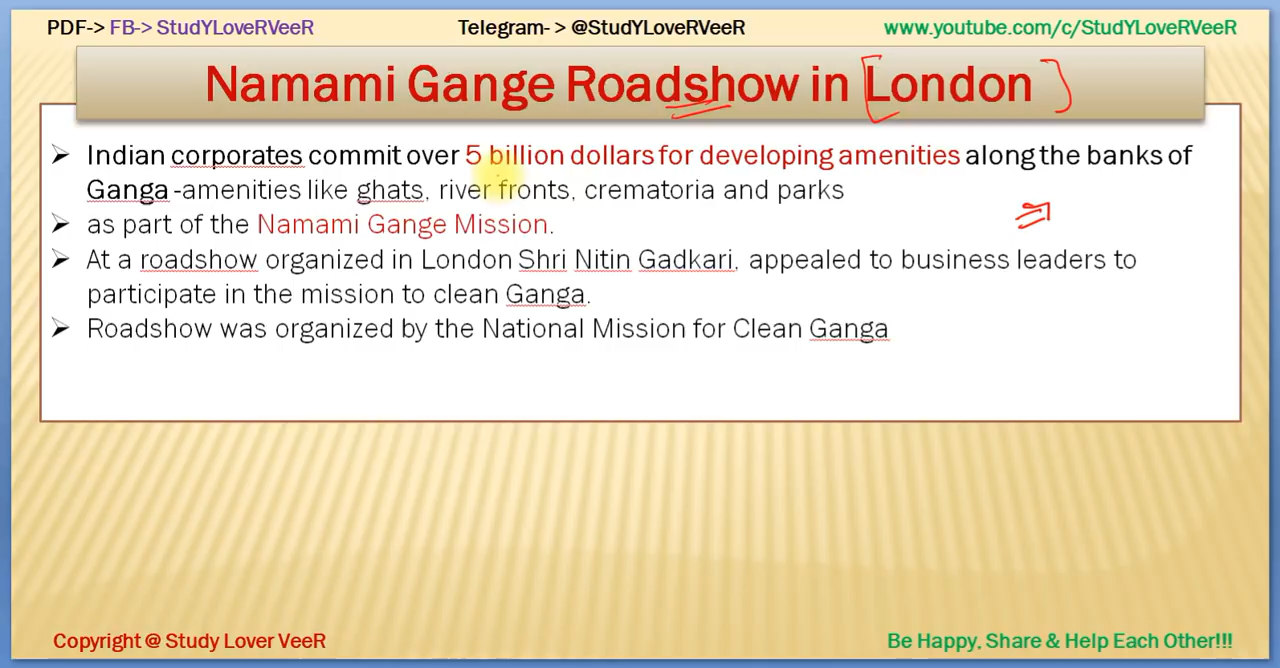 PDF-> FB-> StudYLoveRVeeR
Telegram- > @StudYLoveRVeeR
www.youtube.com/c/StudYLOVERVEeR
Namami Gange Roadshow in London
➢ Indian corporates commit over 5 billion dollars for developing amenities along the banks of
Ganga -amenities like ghats, river fronts, crematoria and parks
➢ as part of the Namami Gange Mission.
➢ At a roadshow organized in London Shri Nitin Gadkari, appealed to business leaders to
participate in the mission to clean Ganga.
➢ Roadshow was organized by the National Mission for Clean Ganga
Copyright @ Study Lover VeeR
Be Happy, Share & Help Each Other!!!